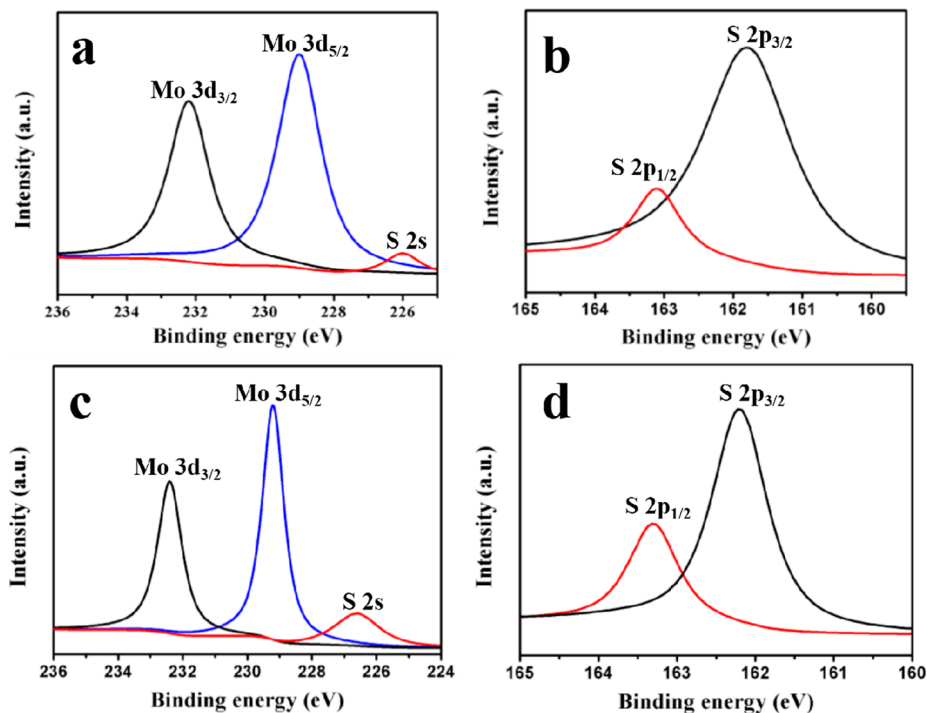 a
Mo 3d5/2
Mo 3d3/2
S 2s
Intensity (a.u.)
236 234 232 230 228 226
Binding energy (eV)
b
S 2p3/2
S 2p1/2
Intensity (a.u.)
165 164 163 162 161 160
Binding energy (eV)
c
Mo 3d5/2
Mo 3d3/2
S 2s
Intensity (a.u.)
236 234 232 230 228 226 224
Binding energy (eV)
d
S 2p3/2
S 2p1/2
Intensity (a.u.)
165 164 163 162 161 160
Binding energy (eV)